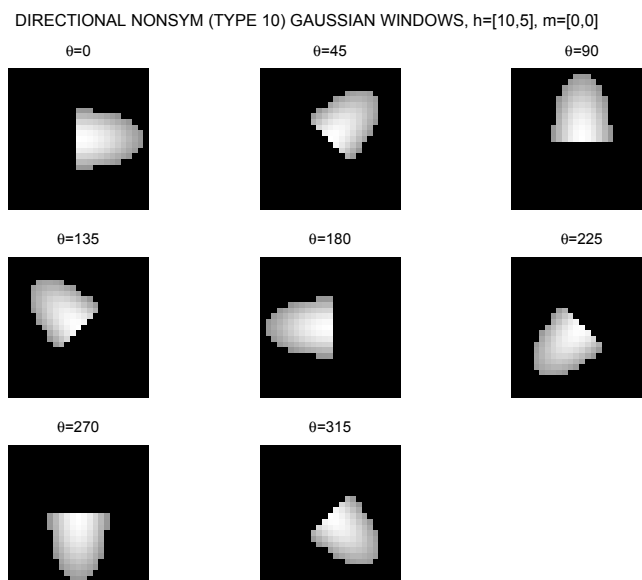 DIRECTIONAL NONSYM (TYPE 10) GAUSSIAN WINDOWS, h=[10,5], m=[0,0]
θ=0 θ=45 θ=90
θ=135 θ=180 θ=225
θ=270 θ=315